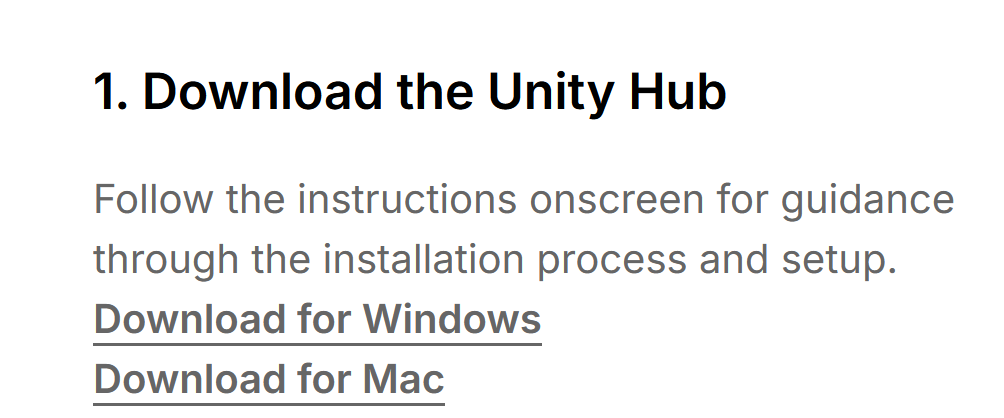 1. Download the Unity Hub
Follow the instructions onscreen for guidance
through the installation process and setup.
Download for Windows
Download for Mac